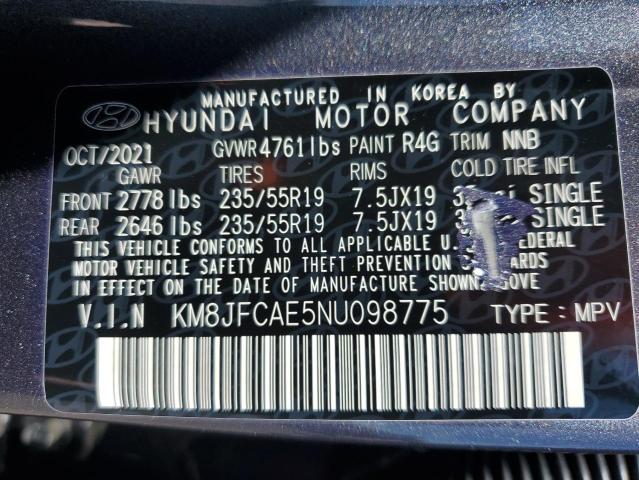 MANUFACTURED IN KOREA BY
HYUNDAI MOTOR COMPANY
OCT/2021 GVWR 4761 lbs PAINT R4G TRIM NNB
GAWR TIRES RIMS COLD TIRE INFL
FRONT 2778 lbs 235/55R19 7.5JX19 SINGLE
REAR 2646 lbs 235/55R19 7.5JX19 SINGLE
THIS VEHICLE CONFORMS TO ALL APPLICABLE
MOTOR VEHICLE SAFETY AND THEFT PREVENTION
IN EFFECT ON THE DATE OF MANUFACTURE SHOWN
V.I.N KM8JFCAE5NU098775 TYPE : MPV